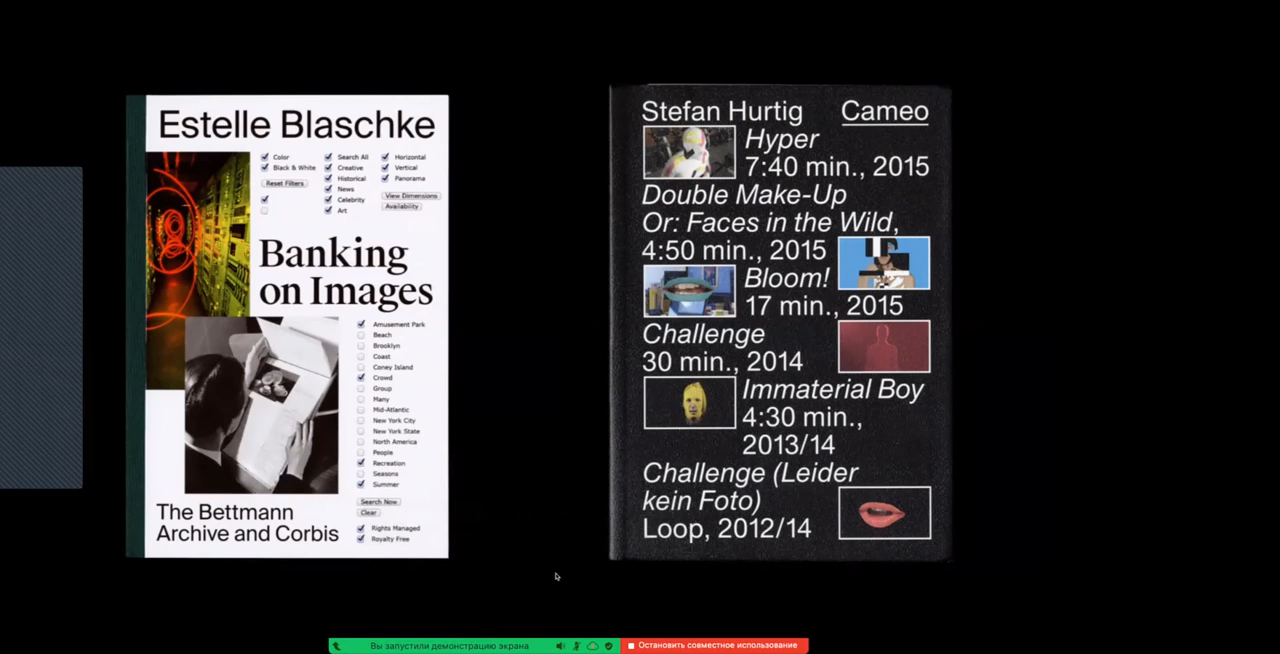 Estelle Blaschke
Color
Black & White
Reset Filters
Search All
Creative
Historical
News
Celebrity
Art
Horizontal
Vertical
Panorama
View Dimensions
Availability
Banking
on Images
Amusement Park
Beach
Brooklyn
Coast
Coney Island
Crowd
Group
Many
Mid-Atlantic
New York City
New York State
North America
People
Recreation
Seasons
Summer
Search Now
Clear
Rights Managed
Royalty Free
The Bettmann
Archive and Corbis
Stefan Hurtig Cameo
Hyper
7:40 min., 2015
Double Make-Up
Or: Faces in the Wild,
4:50 min., 2015
Bloom!
17 min., 2015
Challenge
30 min., 2014
Immaterial Boy
4:30 min.,
2013/14
Challenge (Leider
kein Foto)
Loop, 2012/14
Вы запустили демонстрацию экрана
Остановить совместное использование